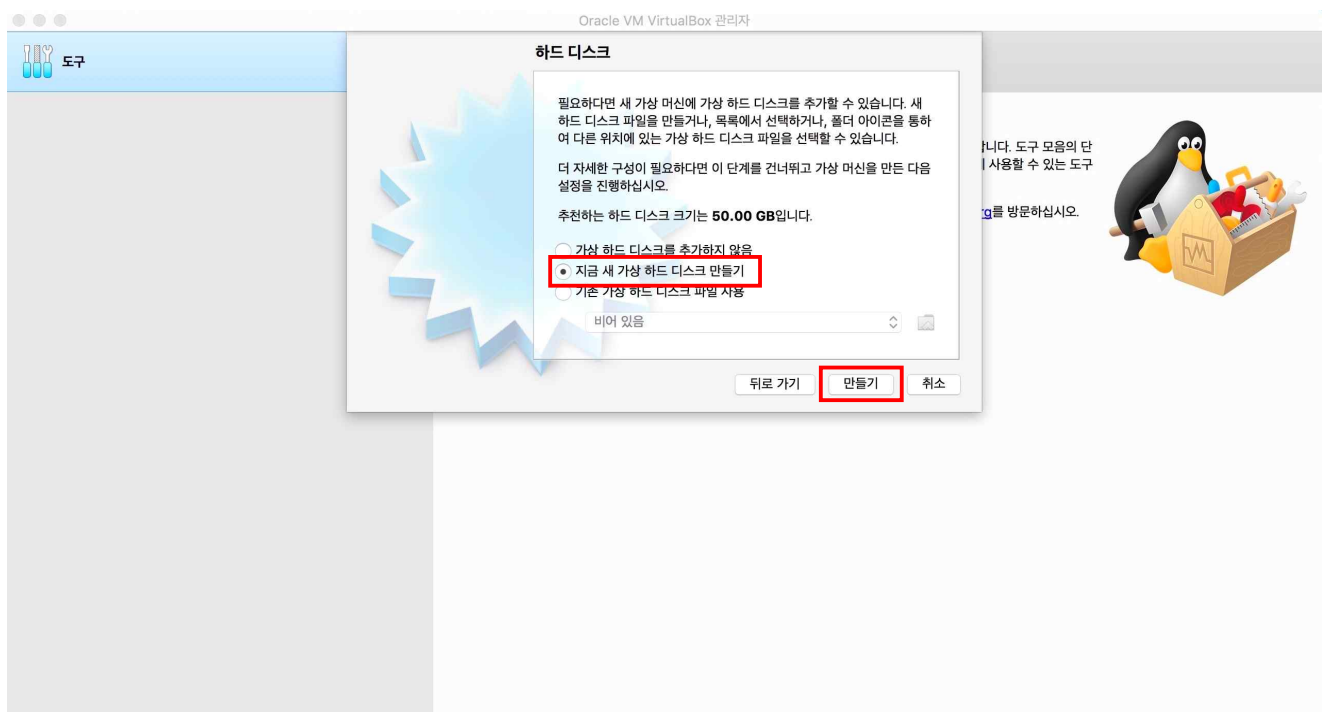 Oracle VM VirtualBox 관리자
도구
하드 디스크
필요하다면 새 가상 머신에 가상 하드 디스크를 추가할 수 있습니다. 새
하드 디스크 파일을 만들거나, 목록에서 선택하거나, 폴더 아이콘을 통하
여 다른 위치에 있는 가상 하드 디스크 파일을 선택할 수 있습니다.
더 자세한 구성이 필요하다면 이 단계를 건너뛰고 가상 머신을 만든 다음
설정을 진행하십시오.
추천하는 하드 디스크 크기는 50.00 GB입니다.
가상 하드 디스크를 추가하지 않음
지금 새 가상 하드 디스크 만들기
기존 가상 하드 디스크 파일 사용
비어 있음
뒤로 가기
만들기
취소
니다. 도구 모음의 단
사용할 수 있는 도구
rg를 방문하십시오.